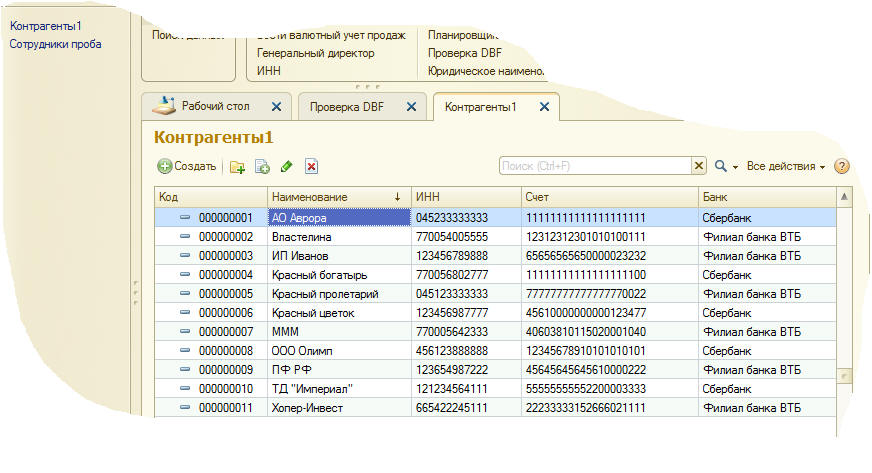 Контрагенты1
Сотрудники проба
Поиск данных
Вести валютный учет продаж
Генеральный директор
ИНН
Проверка DBF
Рабочий стол
Проверка DBF
Контрагенты1
Контрагенты1
Создать
Поиск (Ctrl+F)
Все действия
Код Наименование ИНН Счет Банк
000000001 АО Аврора 045233333333 11111111111111111111 Сбербанк
000000002 Властелина 770054005555 12312312301010100111 Филиал банка ВТБ
000000003 ИП Иванов 123456789888 65656565650000023232 Филиал банка ВТБ
000000004 Красный богатырь 770056802777 11111111111111111100 Сбербанк
000000005 Красный пролетарий 045123333333 77777777777777770022 Филиал банка ВТБ
000000006 Красный цветок 123456987777 45610000000000123477 Сбербанк
000000007 МММ 770005642333 40603810115020001040 Филиал банка ВТБ
000000008 ООО Олимп 456123888888 12345678910101010101 Сбербанк
000000009 ПФ РФ 123654987222 45645645645610000222 Филиал банка ВТБ
000000010 ТД "Империал" 121234564111 55555555552200003333 Сбербанк
000000011 Хопер-Инвест 665422245111 22233333152666021111 Филиал банка ВТБ